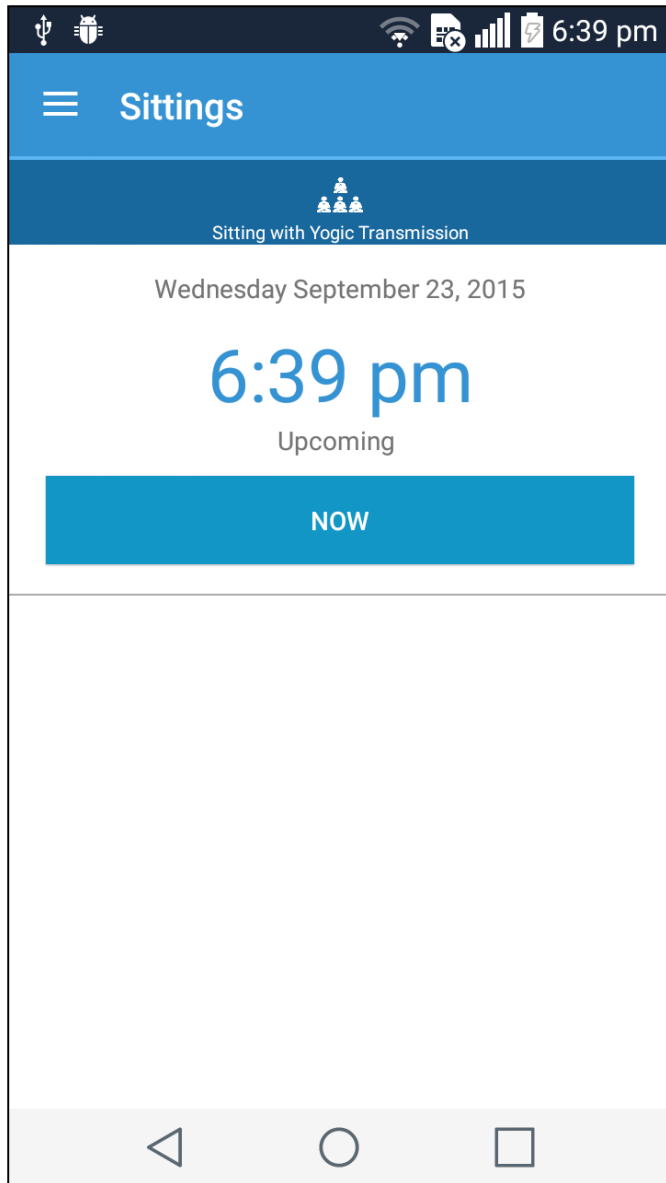 6:39 pm
Sittings
Sitting with Yogic Transmission
Wednesday September 23, 2015
6:39 pm
Upcoming
NOW